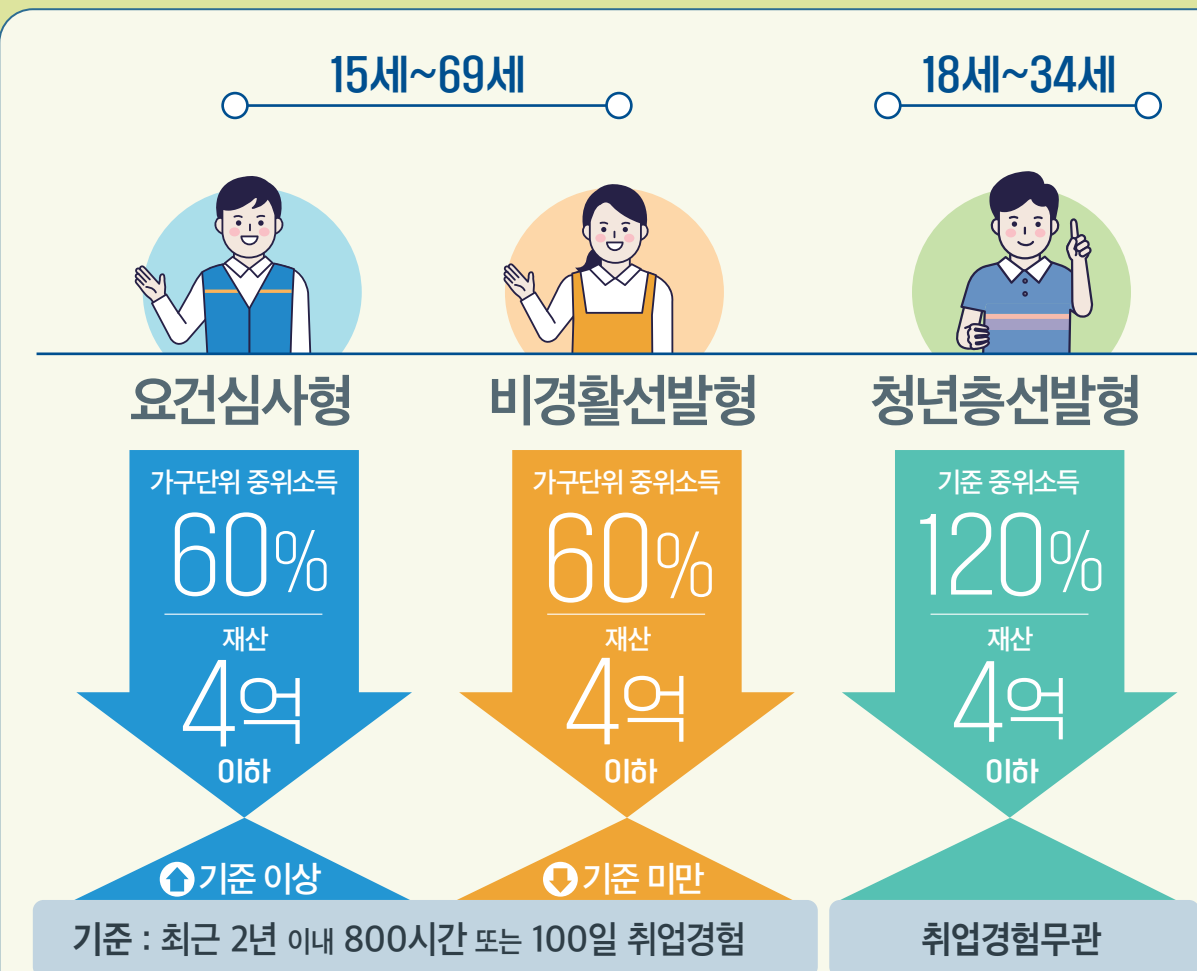 15세~69세
18세~34세
요건심사형
비경활선발형
청년층선발형
가구단위 중위소득
60%
재산
4억
이하
가구단위 중위소득
60%
재산
4억
이하
기준 중위소득
120%
재산
4억
이하
기준 이상
기준 미만
기준 : 최근 2년 이내 800시간 또는 100일 취업경험
취업경험무관